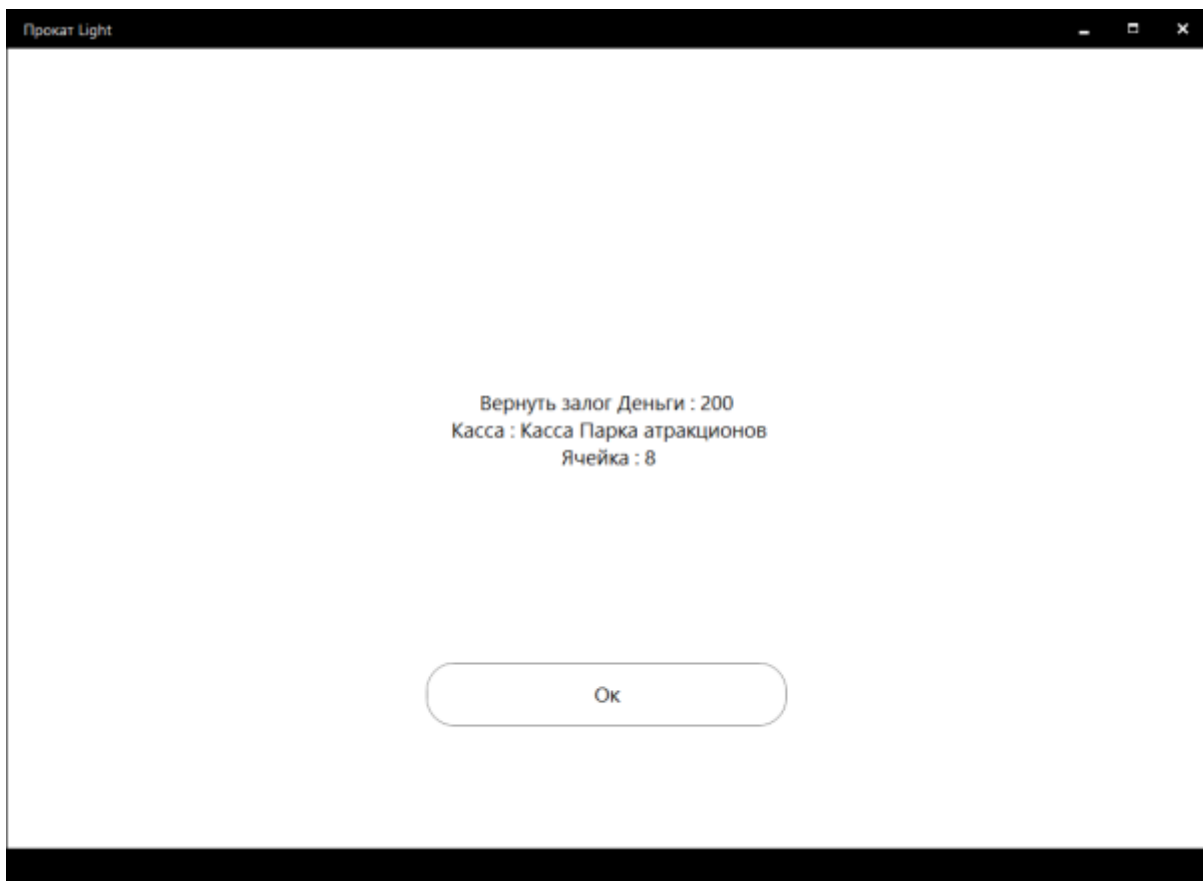 Прокат Light
Вернуть залог Деньги : 200
Касса : Касса Парка атракционов
Ячейка : 8
Ок